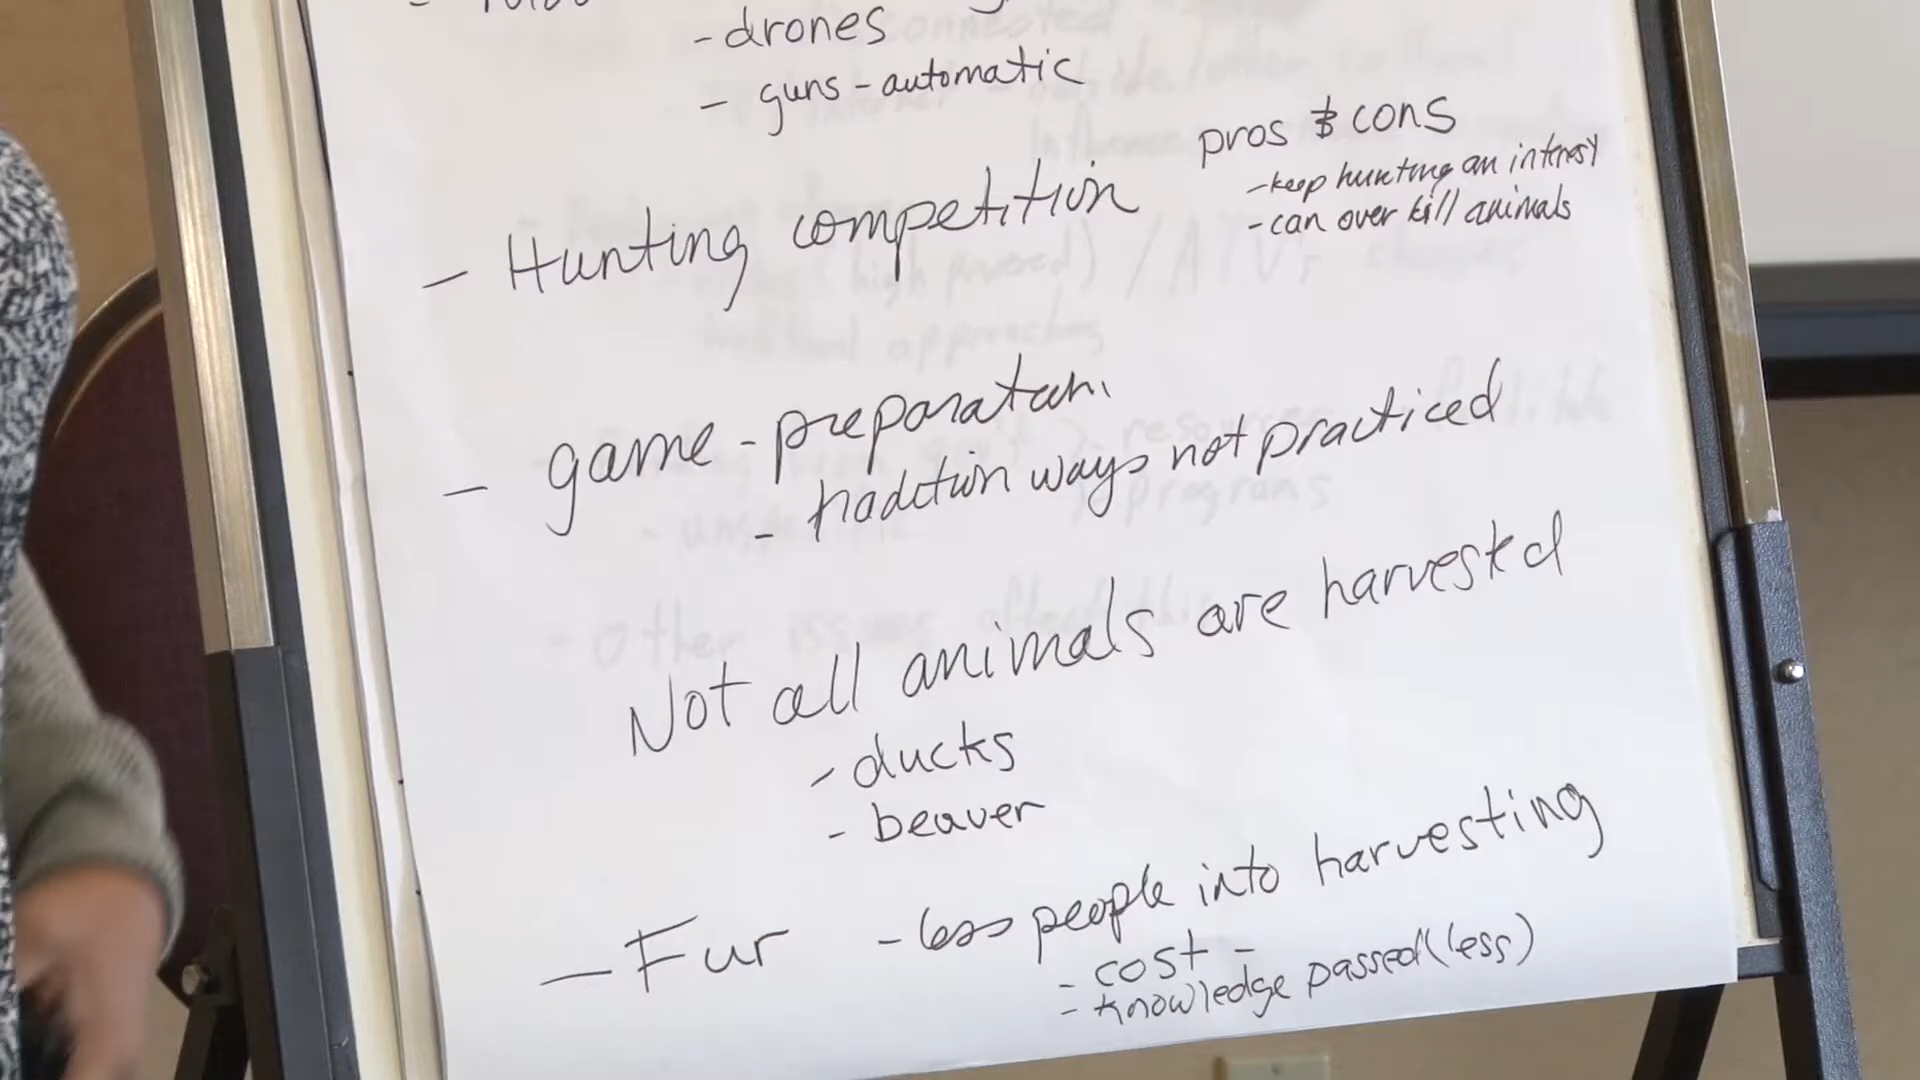 - drones
- guns - automatic
- Hunting competition
pros & cons
- keep hunting an interest
- can over kill animals
- game - preparation
- tradition ways not practiced
Not all animals are harvested
- ducks
- beaver
- Fur - less people into harvesting
- cost -
- knowledge passed (less)